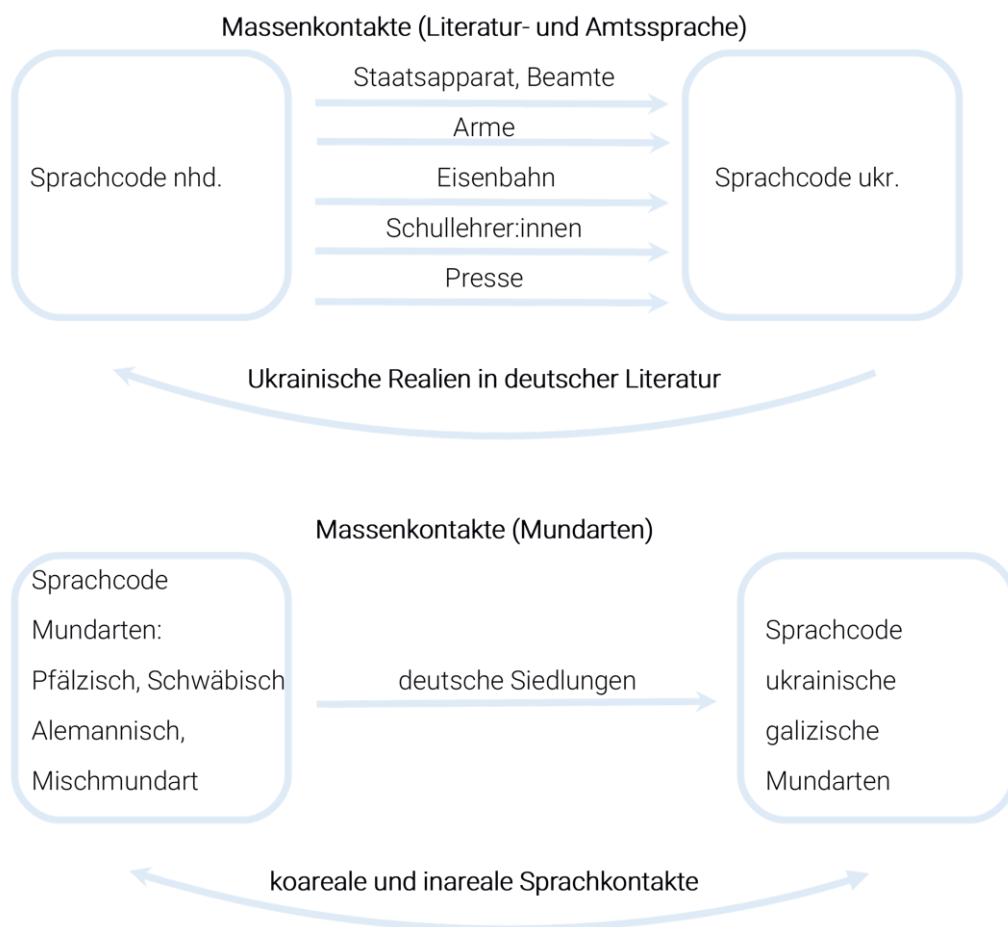 Massenkontakte (Literatur- und Amtssprache)
Staatsapparat, Beamte
Arme
Sprachcode nhd.
Eisenbahn
Sprachcode ukr.
Schullehrer:innen
Presse
Ukrainische Realien in deutscher Literatur
Massenkontakte (Mundarten)
Sprachcode
Mundarten:
Pfälzisch, Schwäbisch
Alemannisch,
Mischmundart
deutsche Siedlungen
Sprachcode
ukrainische
galizische
Mundarten
koareale und inareale Sprachkontakte